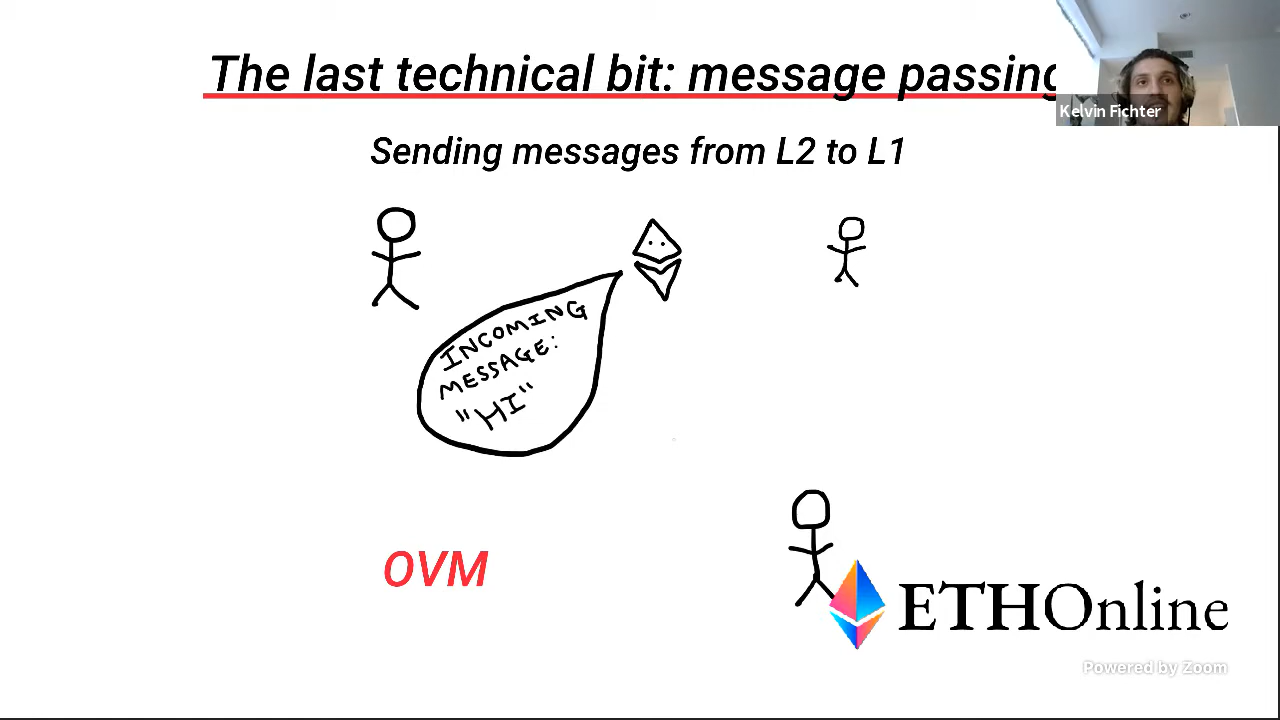 The last technical bit: message passing
Kelvin Fichter
Sending messages from L2 to L1
INCOMING
MESSAGE:
"HI"
OVM
ETHOnline
Powered by Zoom